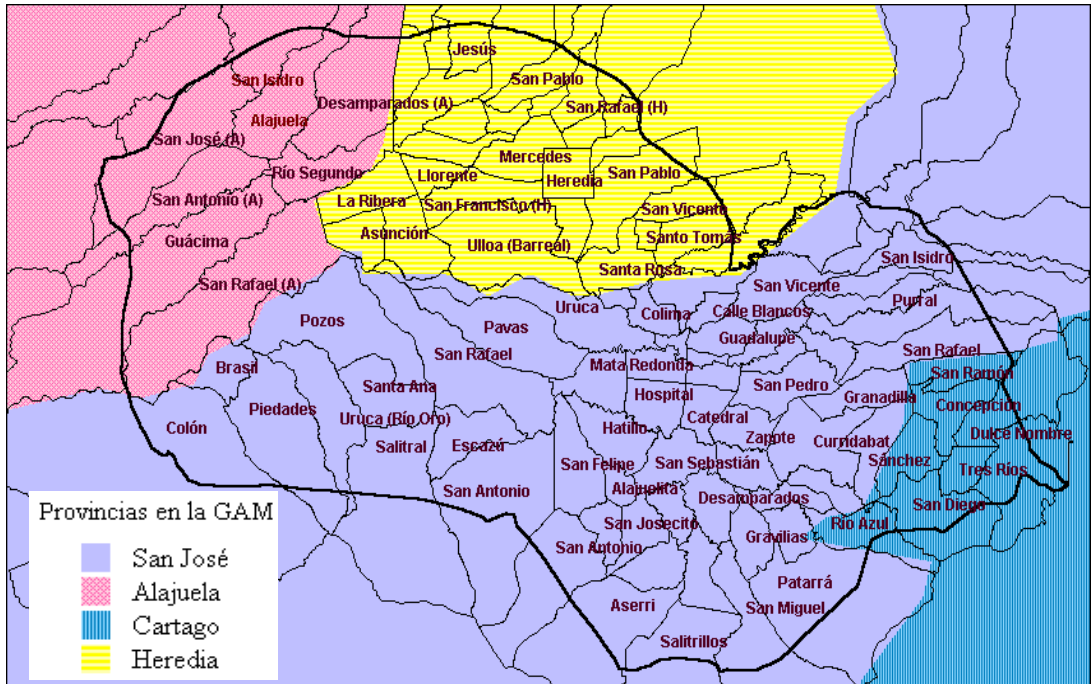 Jesús
San Isidro
San Pablo
Desamparados (A)
San Rafael (H)
Alajuela
San José (A)
Mercedes
Río Segundo
Llorente
Heredia
San Pablo
San Antonio (A)
La Ribera
San Francisco (H)
San Vicente
Guácima
Asunción
Ulloa (Barreal)
Santo Tomás
San Isidro
Santa Rosa
San Rafael (A)
San Vicente
Uruca
Colima
Calle Blancos
Purral
Pozos
Pavas
Guadalupe
San Rafael
San Rafael
Brasil
Mata Redonda
San Ramón
Santa Ana
Hospital
San Pedro
Granadilla
Concepción
Piedades
Uruca (Río Oro)
Catedral
Colón
Hatillo
Zapote
Curridabat
Dulce Nombre
Salitral
Escazú
San Felipe
San Sebastián
Sánchez
Tres Ríos
San Antonio
Alajuelita
Desamparados
San Diego
San Josecito
Río Azul
San Antonio
Gravilias
Patarrá
Aserri
San Miguel
Salitrillos
Provincias en la GAM
San José
Alajuela
Cartago
Heredia